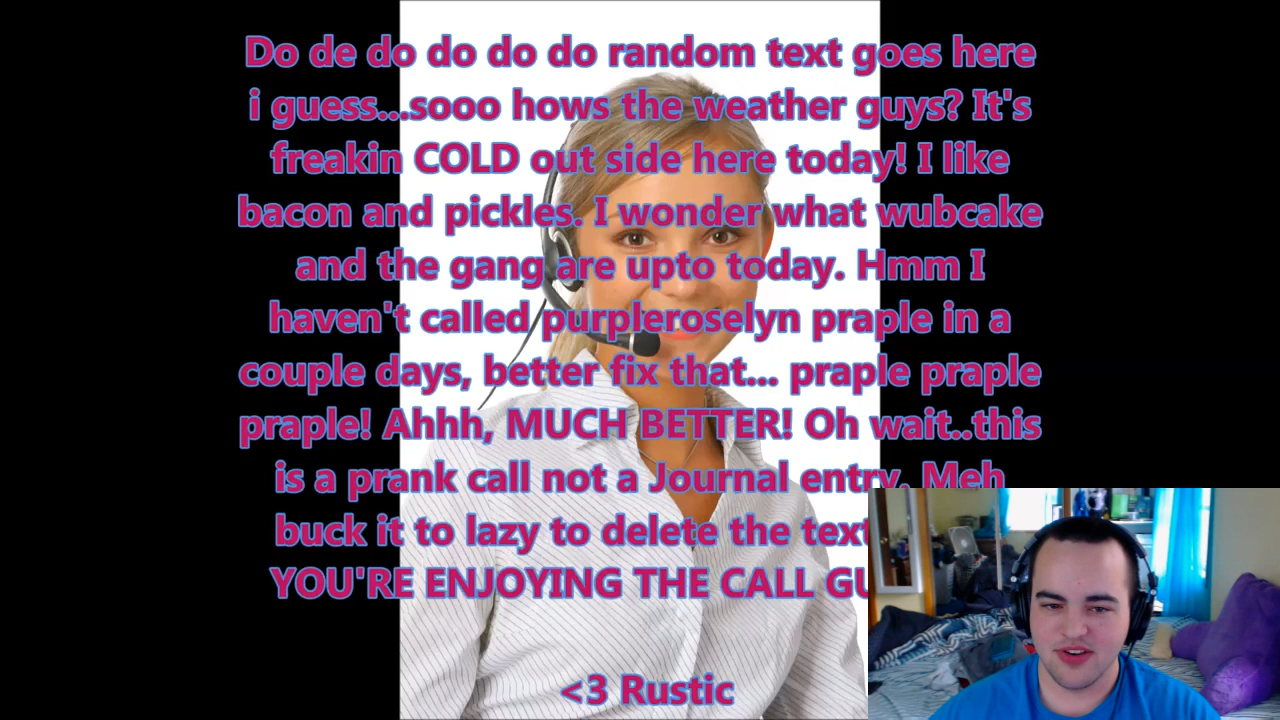 Do de do do do do random text goes here
i guess...sooo hows the weather guys? It's
freakin COLD out side here today! I like
bacon and pickles. I wonder what wubcake
and the gang are upto today. Hmm I
haven't called purpleroselyn praple in a
couple days, better fix that... praple praple
praple! Ahhh, MUCH BETTER! Oh wait..this
is a prank call not a Journal entry. Meh
buck it to lazy to delete the text
YOU'RE ENJOYING THE CALL
<3 Rustic